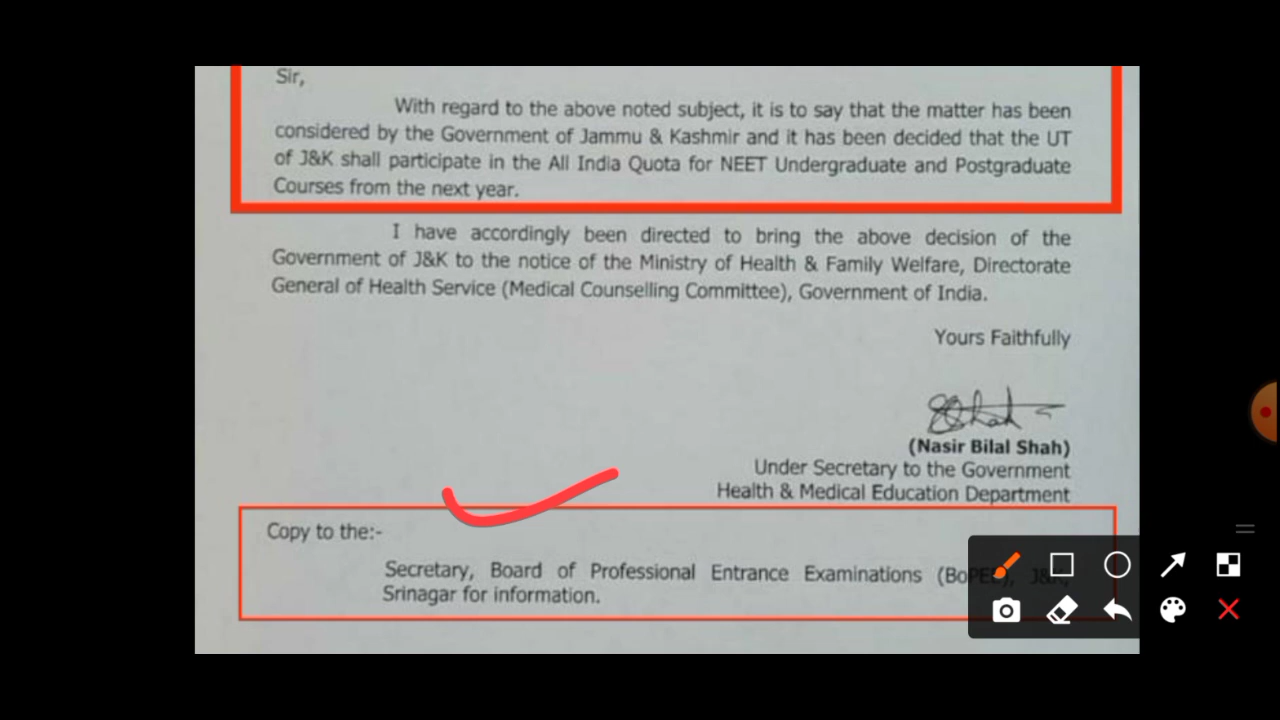 Sir,
With regard to the above noted subject, it is to say that the matter has been
considered by the Government of Jammu & Kashmir and it has been decided that the UT
of J&K shall participate in the All India Quota for NEET Undergraduate and Postgraduate
Courses from the next year.
I have accordingly been directed to bring the above decision of the
Government of J&K to the notice of the Ministry of Health & Family Welfare, Directorate
General of Health Service (Medical Counselling Committee), Government of India.
Yours Faithfully
(Nasir Bilal Shah)
Under Secretary to the Government
Health & Medical Education Department
Copy to the:-
Secretary, Board of Professional Entrance Examinations (BoPEE), J&K,
Srinagar for information.